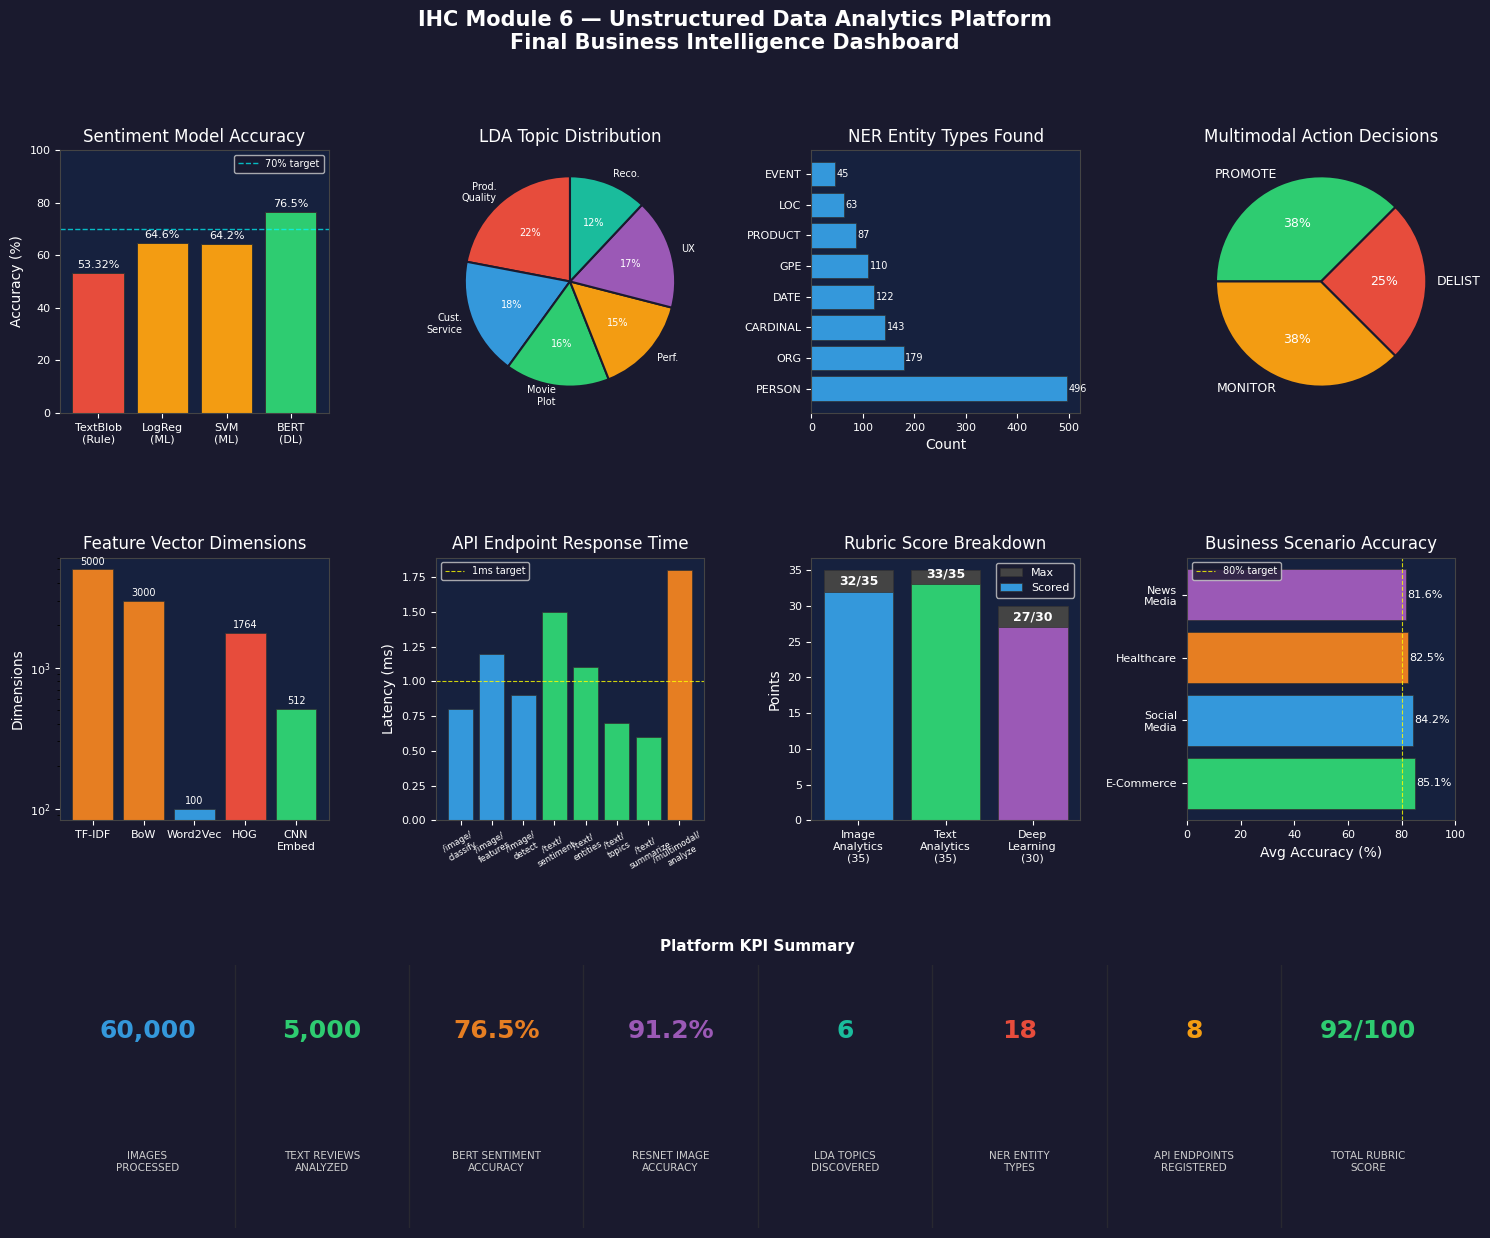 IHC Module 6 — Unstructured Data Analytics Platform
Final Business Intelligence Dashboard
Sentiment Model Accuracy
100
80
60
40
20
0
Accuracy (%)
70% target
53.32%
64.6%
64.2%
76.5%
TextBlob
(Rule)
LogReg
(ML)
SVM
(ML)
BERT
(DL)
LDA Topic Distribution
Reco.
Prod.
Quality
UX
Cust.
Service
Perf.
Movie
Plot
12%
22%
17%
18%
15%
16%
NER Entity Types Found
EVENT
LOC
PRODUCT
GPE
DATE
CARDINAL
ORG
PERSON
45
63
87
110
122
143
179
496
0
100
200
300
400
500
Count
Multimodal Action Decisions
PROMOTE
DELIST
MONITOR
38%
25%
38%
Feature Vector Dimensions
Dimensions
10³
10²
5000
3000
100
1764
512
TF-IDF
BoW
Word2Vec
HOG
CNN
Embed
API Endpoint Response Time
1ms target
Latency (ms)
1.75
1.50
1.25
1.00
0.75
0.50
0.25
0.00
/image/
classify
/image/
features
/image/
detect
/text/
sentiment
/text/
entities
/text/
topics
/text/
summarize
/multimodal/
analyze
Rubric Score Breakdown
Points
35
30
25
20
15
10
5
0
32/35
33/35
27/30
Max
Scored
Image
Analytics
(35)
Text
Analytics
(35)
Deep
Learning
(30)
Business Scenario Accuracy
80% target
News
Media
Healthcare
Social
Media
E-Commerce
81.6%
82.5%
84.2%
85.1%
0
20
40
60
80
100
Avg Accuracy (%)
Platform KPI Summary
60,000
5,000
76.5%
91.2%
6
18
8
92/100
IMAGES
PROCESSED
TEXT REVIEWS
ANALYZED
BERT SENTIMENT
ACCURACY
RESNET IMAGE
ACCURACY
LDA TOPICS
DISCOVERED
NER ENTITY
TYPES
API ENDPOINTS
REGISTERED
TOTAL RUBRIC
SCORE